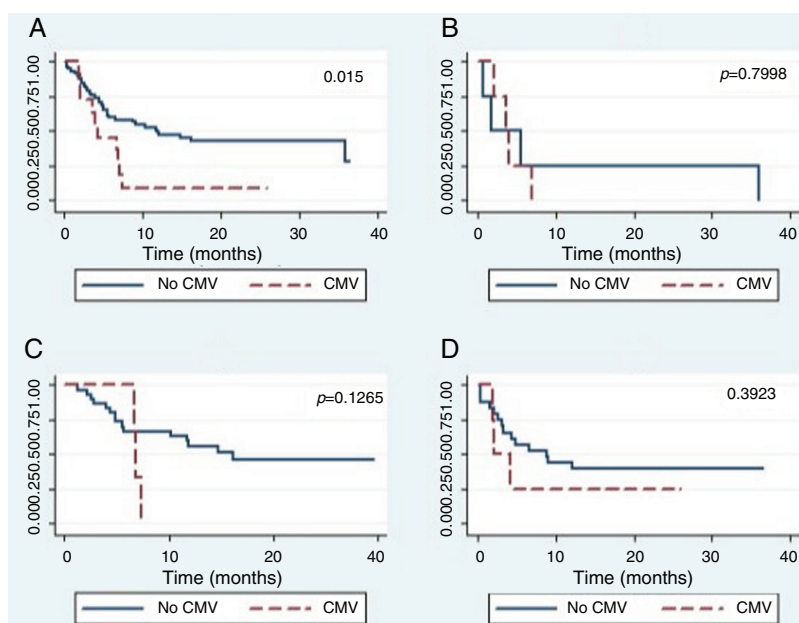 A
0.000.250.500.751.00
0.015
0 10 20 30 40
Time (months)
No CMV CMV
B
0.000.250.500.751.00
p=0.7998
0 10 20 30 40
Time (months)
No CMV CMV
C
0.000.250.500.751.00
p=0.1265
0 10 20 40
Time (months)
No CMV CMV
D
0.000.250.500.751.00
0.3923
0 10 20 30 40
Time (months)
No CMV CMV